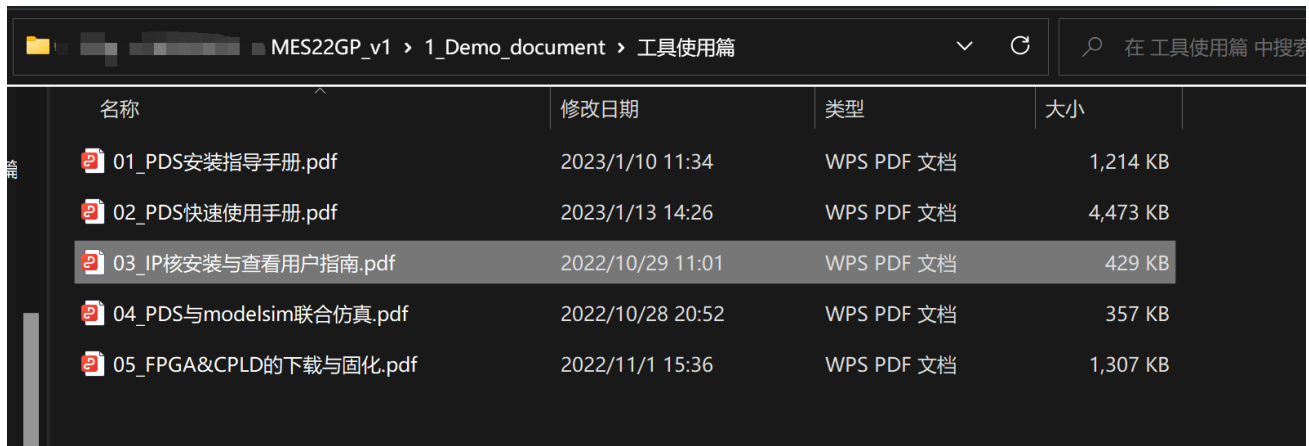 MES22GP_v1 › 1_Demo_document › 工具使用篇 在 工具使用篇 中搜索
名称 修改日期 类型 大小
篇
01_PDS安装指导手册.pdf 2023/1/10 11:34 WPS PDF 文档 1,214 KB
02_PDS快速使用手册.pdf 2023/1/13 14:26 WPS PDF 文档 4,473 KB
03_IP核安装与查看用户指南.pdf 2022/10/29 11:01 WPS PDF 文档 429 KB
04_PDS与modelsim联合仿真.pdf 2022/10/28 20:52 WPS PDF 文档 357 KB
05_FPGA&CPLD的下载与固化.pdf 2022/11/1 15:36 WPS PDF 文档 1,307 KB